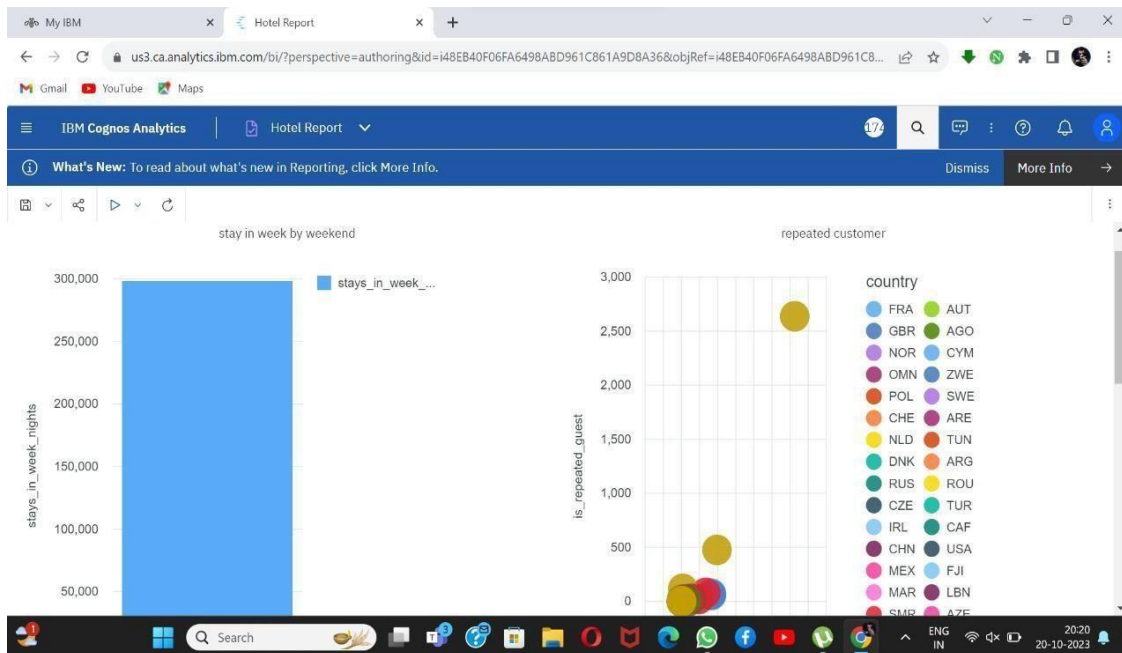 My IBM
Hotel Report
us3.ca.analytics.ibm.com/bi/?perspective=authoring&id=i48EB40F06FA6498ABD961C861A9D8A36&objRef=i48EB40F06FA6498ABD961C8...
Gmail YouTube Maps
IBM Cognos Analytics Hotel Report 174
What's New: To read about what's new in Reporting, click More Info. Dismiss More Info
stay in week by weekend
300,000
250,000
200,000
150,000
100,000
50,000
stays_in_week_nights
stays_in_week_...
repeated customer
3,000
2,500
2,000
1,500
1,000
500
0
is_repeated_guest
country
FRA AUT
GBR AGO
NOR CYM
OMN ZWE
POL SWE
CHE ARE
NLD TUN
DNK ARG
RUS ROU
CZE TUR
IRL CAF
CHN USA
MEX FJI
MAR LBN
SMR AZE
1 Search 3 ENG 20:20
IN 20-10-2023